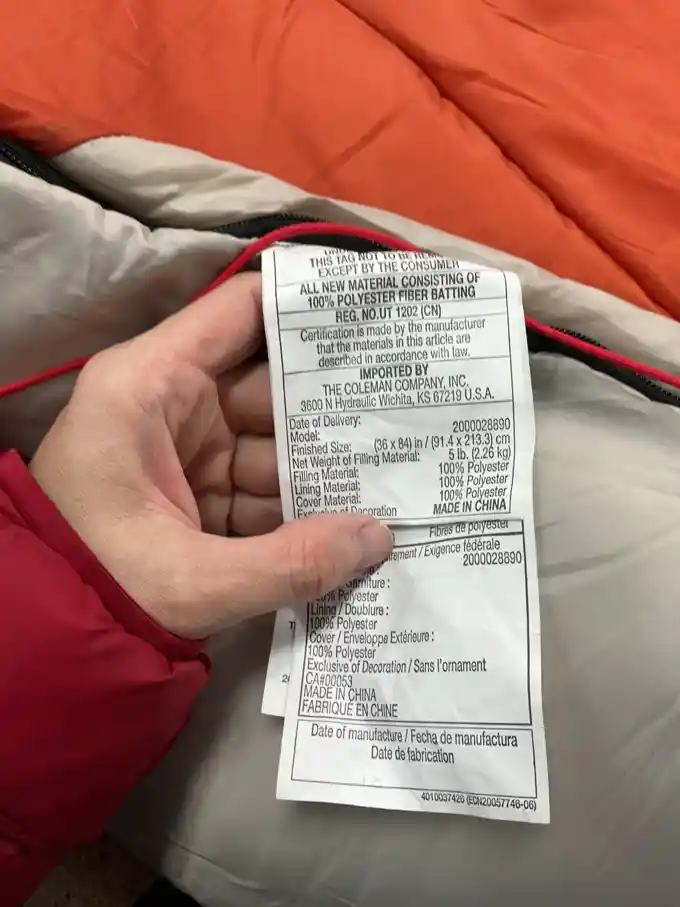 THIS TAG NOT TO BE
EXCEPT BY THE CONSUMER
ALL NEW MATERIAL CONSISTING OF
100% POLYESTER FIBER BATTING
REG. NO.UT 1202 (CN)
Certification is made by the manufacturer
that the materials in this article are
described in accordance with law.
IMPORTED BY
THE COLEMAN COMPANY, INC.
3600 N Hydraulic Wichita, KS 67219 U.S.A.
Date of Delivery:
Model: 2000028890
Finished Size: (36 x 84) in / (91.4 x 213.3) cm
Net Weight of Filling Material: 5 lb. (2.26 kg)
Filling Material: 100% Polyester
Lining Material: 100% Polyester
Cover Material: 100% Polyester
Exclusive of Decoration MADE IN CHINA
Fibres de polyester
/ Exigence fédérale
2000028890
Polyester
Lining / Doublure :
100% Polyester
Cover / Enveloppe Extérieure :
100% Polyester
Exclusive of Decoration / Sans l'ornament
CA#00053
MADE IN CHINA
FABRIQUÉ EN CHINE
Date of manufacture / Fecha de manufactura
Date de fabrication
4010037426 (ECN20057746-06)